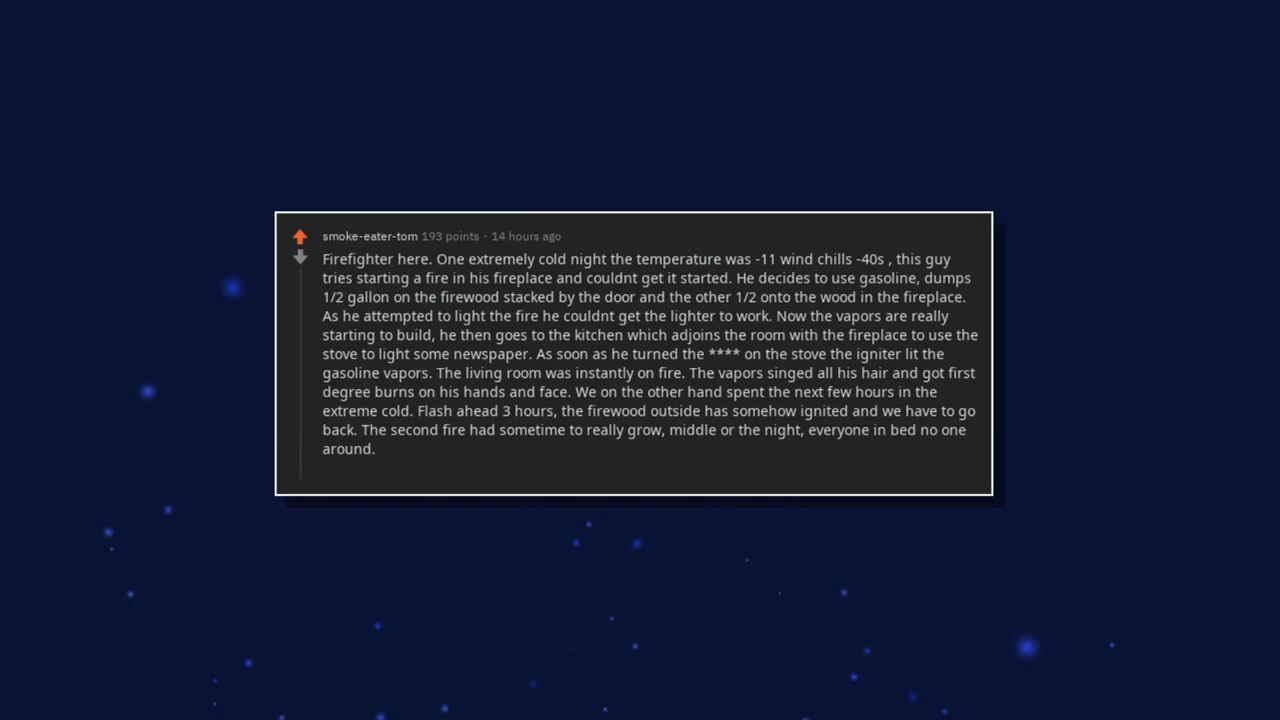 smoke-eater-tom 193 points · 14 hours ago
Firefighter here. One extremely cold night the temperature was -11 wind chills -40s , this guy
tries starting a fire in his fireplace and couldnt get it started. He decides to use gasoline, dumps
1/2 gallon on the firewood stacked by the door and the other 1/2 onto the wood in the fireplace.
As he attempted to light the fire he couldnt get the lighter to work. Now the vapors are really
starting to build, he then goes to the kitchen which adjoins the room with the fireplace to use the
stove to light some newspaper. As soon as he turned the **** on the stove the igniter lit the
gasoline vapors. The living room was instantly on fire. The vapors singed all his hair and got first
degree burns on his hands and face. We on the other hand spent the next few hours in the
extreme cold. Flash ahead 3 hours, the firewood outside has somehow ignited and we have to go
back. The second fire had sometime to really grow, middle or the night, everyone in bed no one
around.